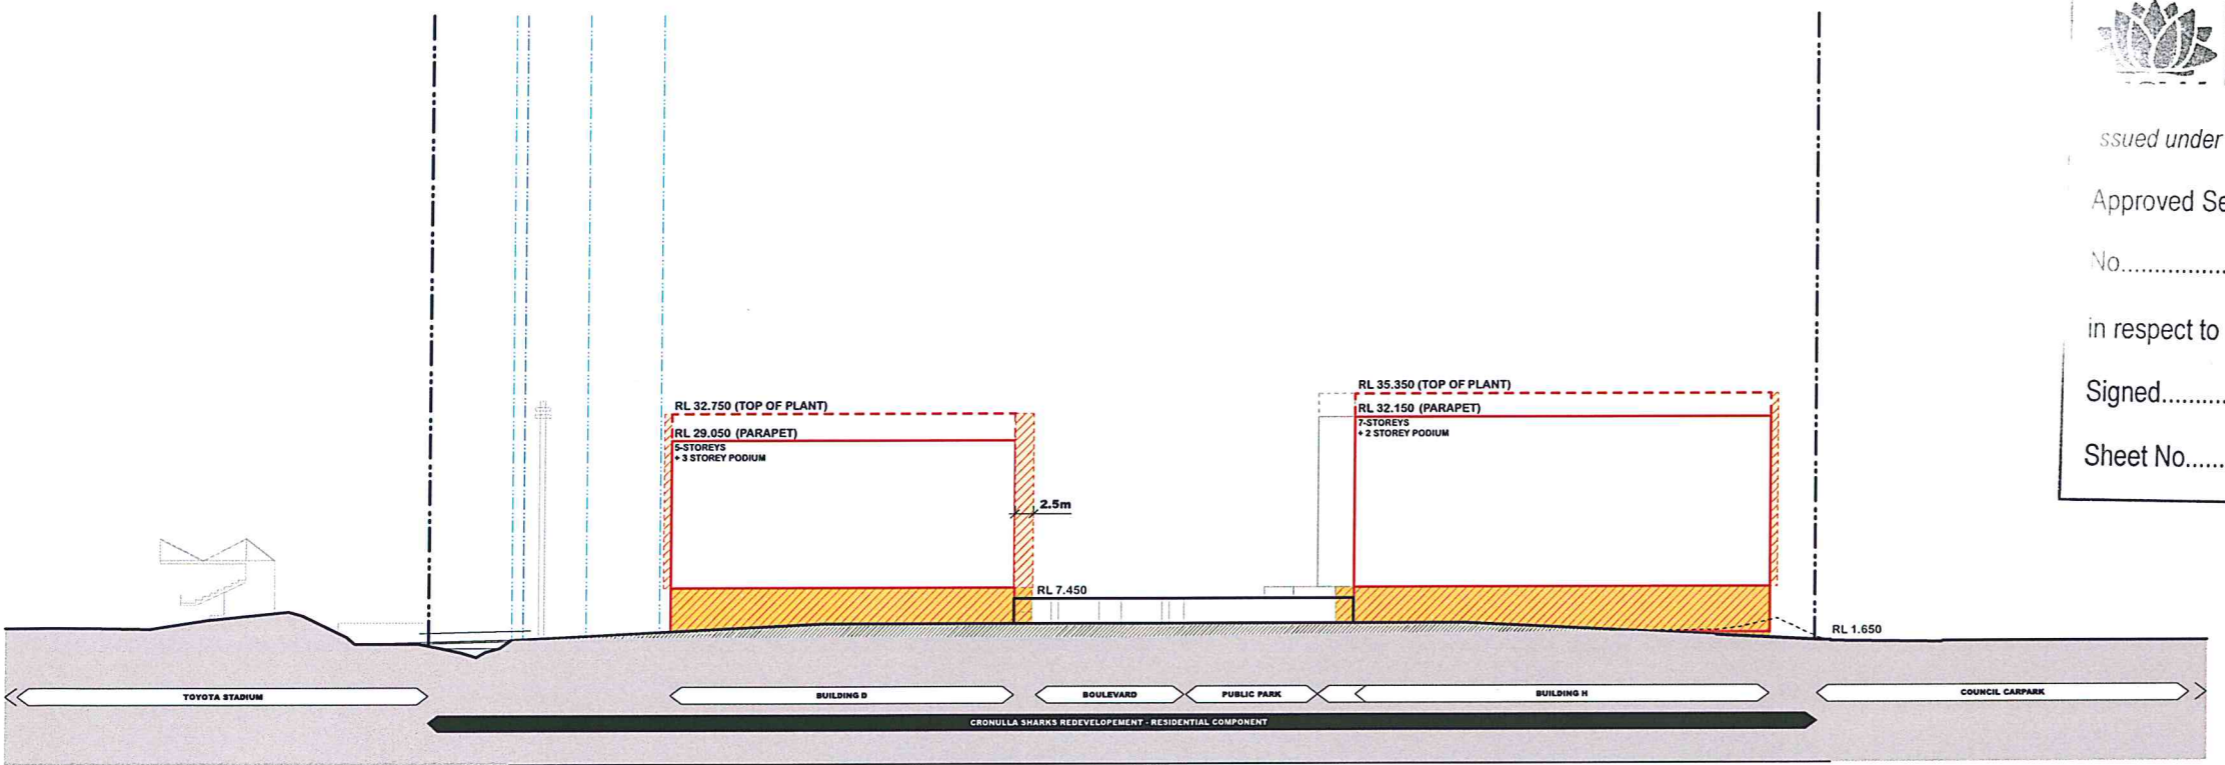 ssued under
Approved Se
No.................
in respect to
Signed..........
Sheet No......
RL 35.350 (TOP OF PLANT)
RL 32.150 (PARAPET)
7-STOREYS
+ 2 STOREY PODIUM
RL 32.750 (TOP OF PLANT)
RL 29.050 (PARAPET)
5-STOREYS
+ 3 STOREY PODIUM
2.5m
RL 7.450
RL 1.650
TOYOTA STADIUM
BUILDING D
BOULEVARD
PUBLIC PARK
BUILDING H
COUNCIL CARPARK
CRONULLA SHARKS REDEVELOPEMENT - RESIDENTIAL COMPONENT